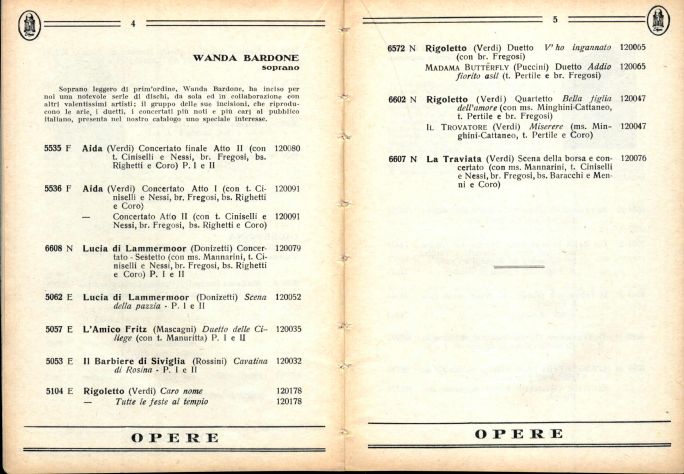 4
WANDA BARDONE
soprano
Soprano leggero di prim'ordine, Wanda Bardone, ha inciso per
noi una notevole serie di dischi, da sola ed in collaborazione con
altri valentissimi artisti; il gruppo delle sue incisioni, che riprodu-
cono le arie, i duetti, i concertati più noti e più cari al pubblico
italiano, presenta nel nostro catalogo uno speciale interesse.
5535 F Aida (Verdi) Concertato finale Atto II (con 120080
t. Ciniselli e Nessi, br. Fregosi, bs.
Righetti e Coro) P. I e II
5536 F Aida (Verdi) Concertato Atto I (con t. Ci- 120091
niselli e Nessi, br. Fregosi, bs. Righetti
e Coro)
— Concertato Atto II (con t. Ciniselli e 120091
Nessi, br. Fregosi, bs. Righetti e Coro)
6608 N Lucia di Lammermoor (Donizetti) Concer- 120079
tato - Sestetto (con ms. Mannarini, t. Ci-
niselli e Nessi, br. Fregosi, bs. Righetti
e Coro) P. I e II
5062 E Lucia di Lammermoor (Donizetti) Scena 120052
della pazzia - P. I e II
5057 E L'Amico Fritz (Mascagni) Duetto delle Ci- 120035
liege (con t. Manuritta) P. I e II
5053 E Il Barbiere di Siviglia (Rossini) Cavatina 120032
di Rosina - P. I e II
5104 E Rigoletto (Verdi) Caro nome 120178
— Tutte le feste al tempio 120178
OPERE
5
6572 N Rigoletto (Verdi) Duetto V'ho ingannato 120065
(con br. Fregosi)
MADAMA BUTTERFLY (Puccini) Duetto Addio 120065
fiorito asil (t. Pertile e br. Fregosi)
6602 N Rigoletto (Verdi) Quartetto Bella figlia 120047
dell'amore (con ms. Minghini-Cattaneo,
t. Pertile e br. Fregosi)
IL TROVATORE (Verdi) Miserere (ms. Min- 120047
ghini-Cattaneo, t. Pertile e Coro)
6607 N La Traviata (Verdi) Scena della borsa e con- 120076
certato (con ms. Mannarini, t. Ciniselli
e Nessi, br. Fregosi, bs. Baracchi e Men-
ni e Coro)
OPERE